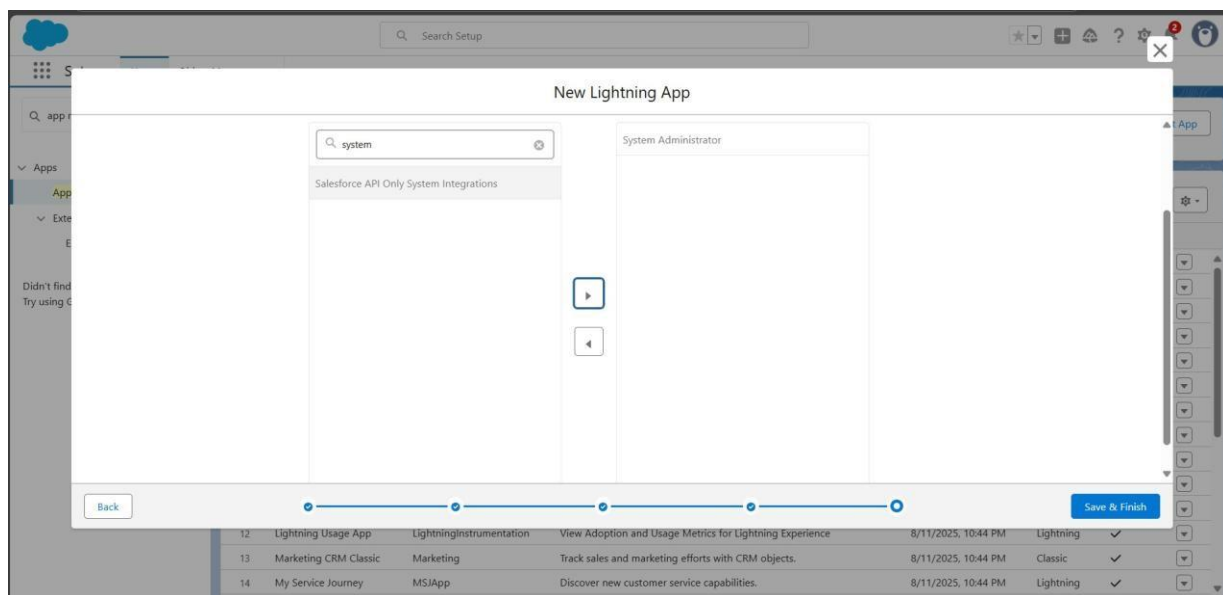 Search Setup
2
New Lightning App
app
t App
system
System Administrator
Apps
Salesforce API Only System Integrations
App
Exte
E
Didn't find
Try using
Back
Save & Finish
12 Lightning Usage App LightningInstrumentation View Adoption and Usage Metrics for Lightning Experience 8/11/2025, 10:44 PM Lightning
13 Marketing CRM Classic Marketing Track sales and marketing efforts with CRM objects. 8/11/2025, 10:44 PM Classic
14 My Service Journey MSJApp Discover new customer service capabilities. 8/11/2025, 10:44 PM Lightning